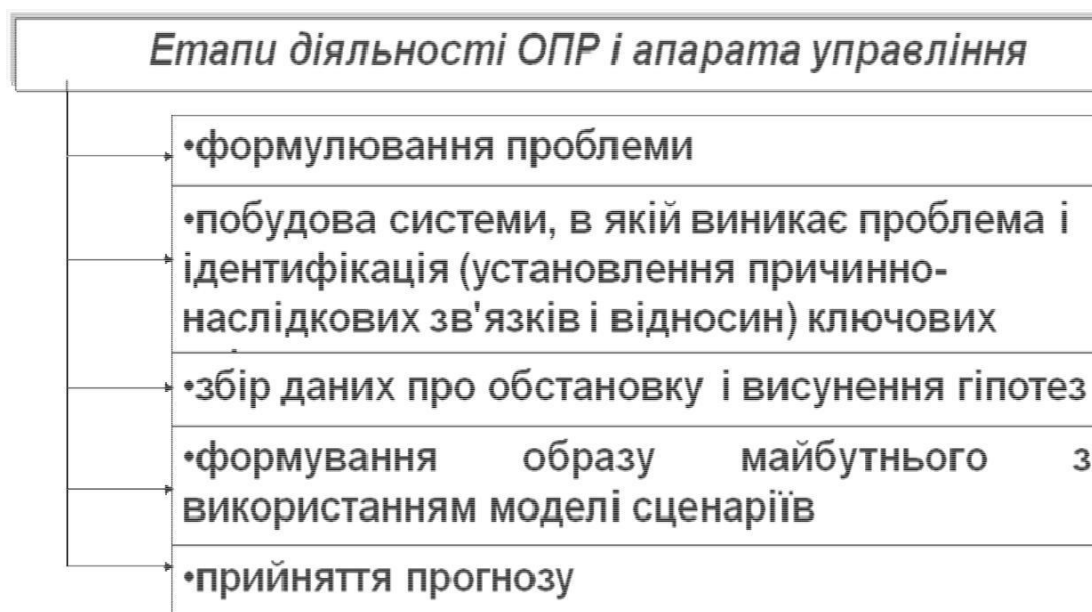 Етапи діяльності ОПР і апарата управління
•формулювання проблеми
•побудова системи, в якій виникає проблема і
ідентифікація (установлення причинно-
наслідкових зв'язків і відносин) ключових
•збір даних про обстановку і висунення гіпотез
•формування образу майбутнього з
використанням моделі сценаріїв
•прийняття прогнозу